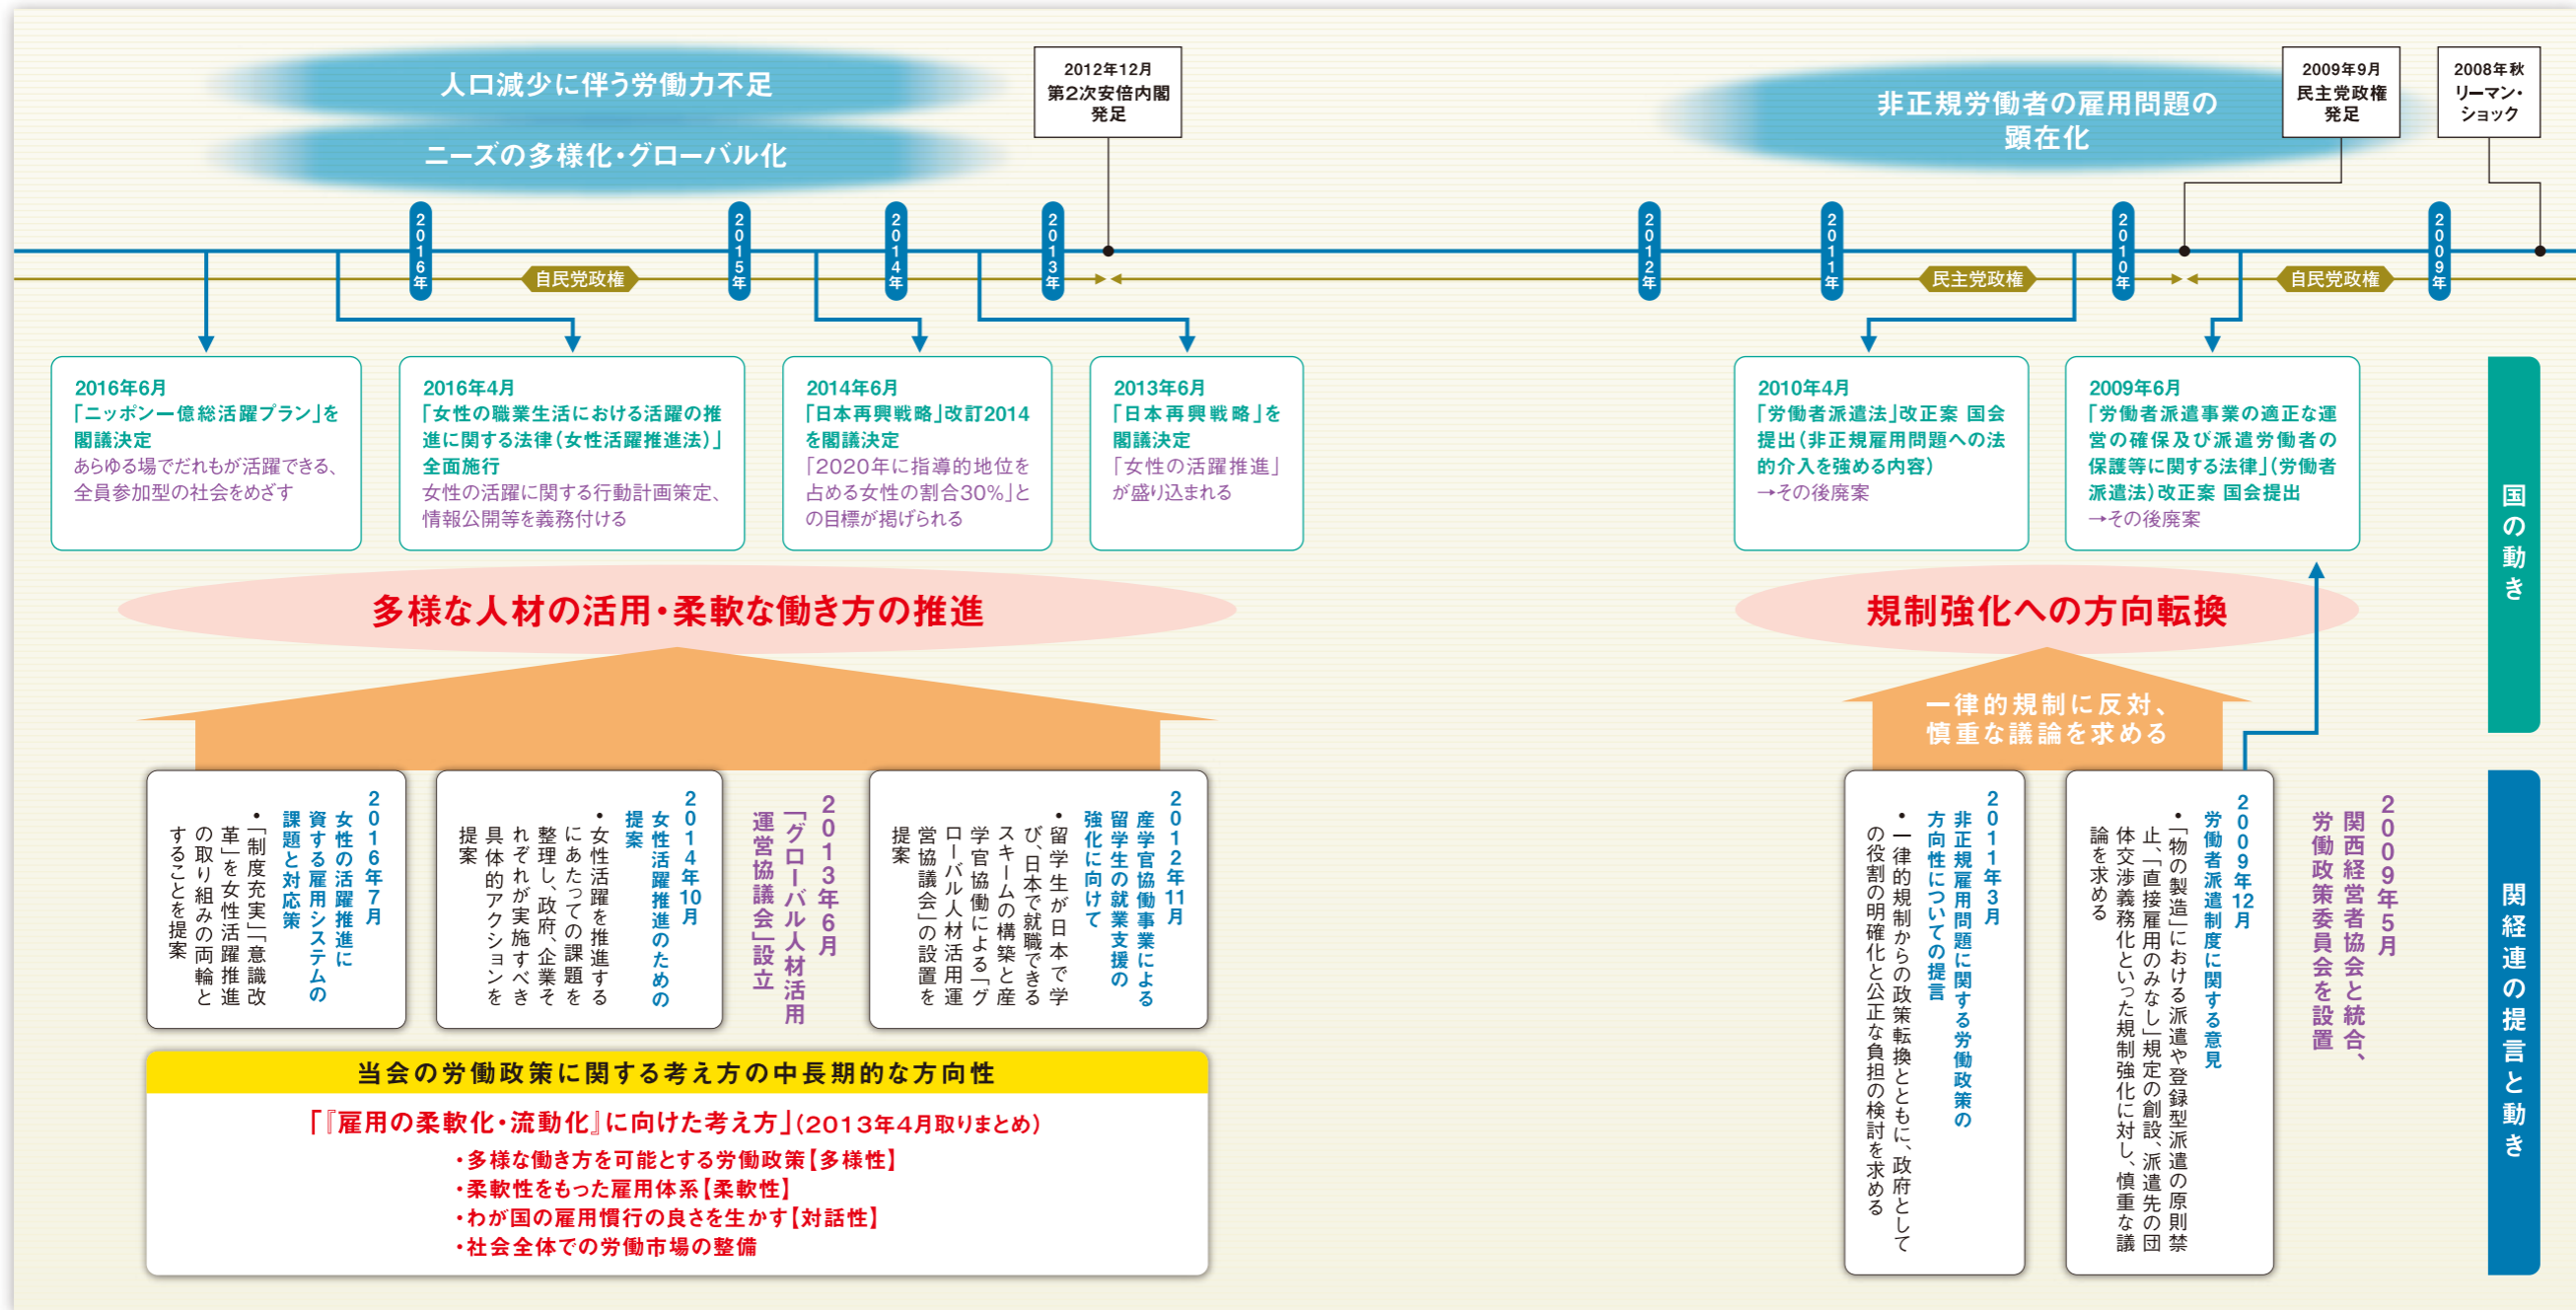 2008年秋
リーマン・
ショック
2009年9月
民主党政権
発足
非正規労働者の雇用問題の
顕在化
2012年12月
第2次安倍内閣
発足
人口減少に伴う労働力不足
ニーズの多様化・グローバル化
2009年
2010年
2011年
2012年
2013年
2014年
2015年
2016年
自民党政権
民主党政権
自民党政権
国の動き
2009年6月
「労働者派遣事業の適正な運
営の確保及び派遣労働者の
保護等に関する法律」(労働者
派遣法)改正案 国会提出
→その後廃案
2010年4月
「労働者派遣法」改正案 国会
提出(非正規雇用問題への法
的介入を強める内容)
→その後廃案
2013年6月
「日本再興戦略」を
閣議決定
「女性の活躍推進」
が盛り込まれる
2014年6月
「日本再興戦略」改訂2014
を閣議決定
「2020年に指導的地位を
占める女性の割合30%」と
の目標が掲げられる
2016年4月
「女性の職業生活における活躍の推
進に関する法律(女性活躍推進法)」
全面施行
女性の活躍に関する行動計画策定、
情報公開等を義務付ける
2016年6月
「ニッポン一億総活躍プラン」を
閣議決定
あらゆる場でだれもが活躍できる、
全員参加型の社会をめざす
規制強化への方向転換
多様な人材の活用・柔軟な働き方の推進
一律的規制に反対、
慎重な議論を求める
関経連の提言と動き
2009年5月
関西経営者協会と統合、
労働政策委員会を設置
2009年12月
労働者派遣制度に関する意見
・「物の製造」における派遣や登録型派遣の原則禁
止、「直接雇用のみなし」規定の創設、派遣先の団
体交渉義務化といった規制強化に対し、慎重な議
論を求める
2011年3月
非正規雇用問題に関する労働政策の
方向性についての提言
・一律的規制からの政策転換とともに、政府として
の役割の明確化と公正な負担の検討を求める
2012年11月
産学官協働事業による
留学生の就業支援の
強化に向けて
・留学生が日本で学
び、日本で就職できる
スキームの構築と産
学官協働による「グ
ローバル人材活用運
営協議会」の設置を
提案
2013年6月
「グローバル人材活用
運営協議会」設立
2014年10月
女性活躍推進のための
提案
・女性活躍を推進する
にあたっての課題を
整理し、政府、企業そ
れぞれが実施すべき
具体的アクションを
提案
2016年7月
女性の活躍推進に
資する雇用システムの
課題と対応策
・「制度充実」「意識改
革」を女性活躍推進
の取り組みの両輪と
することを提案
当会の労働政策に関する考え方の中長期的な方向性
「『雇用の柔軟化・流動化』に向けた考え方」(2013年4月取りまとめ)
・多様な働き方を可能とする労働政策【多様性】
・柔軟性をもった雇用体系【柔軟性】
・わが国の雇用慣行の良さを生かす【対話性】
・社会全体での労働市場の整備